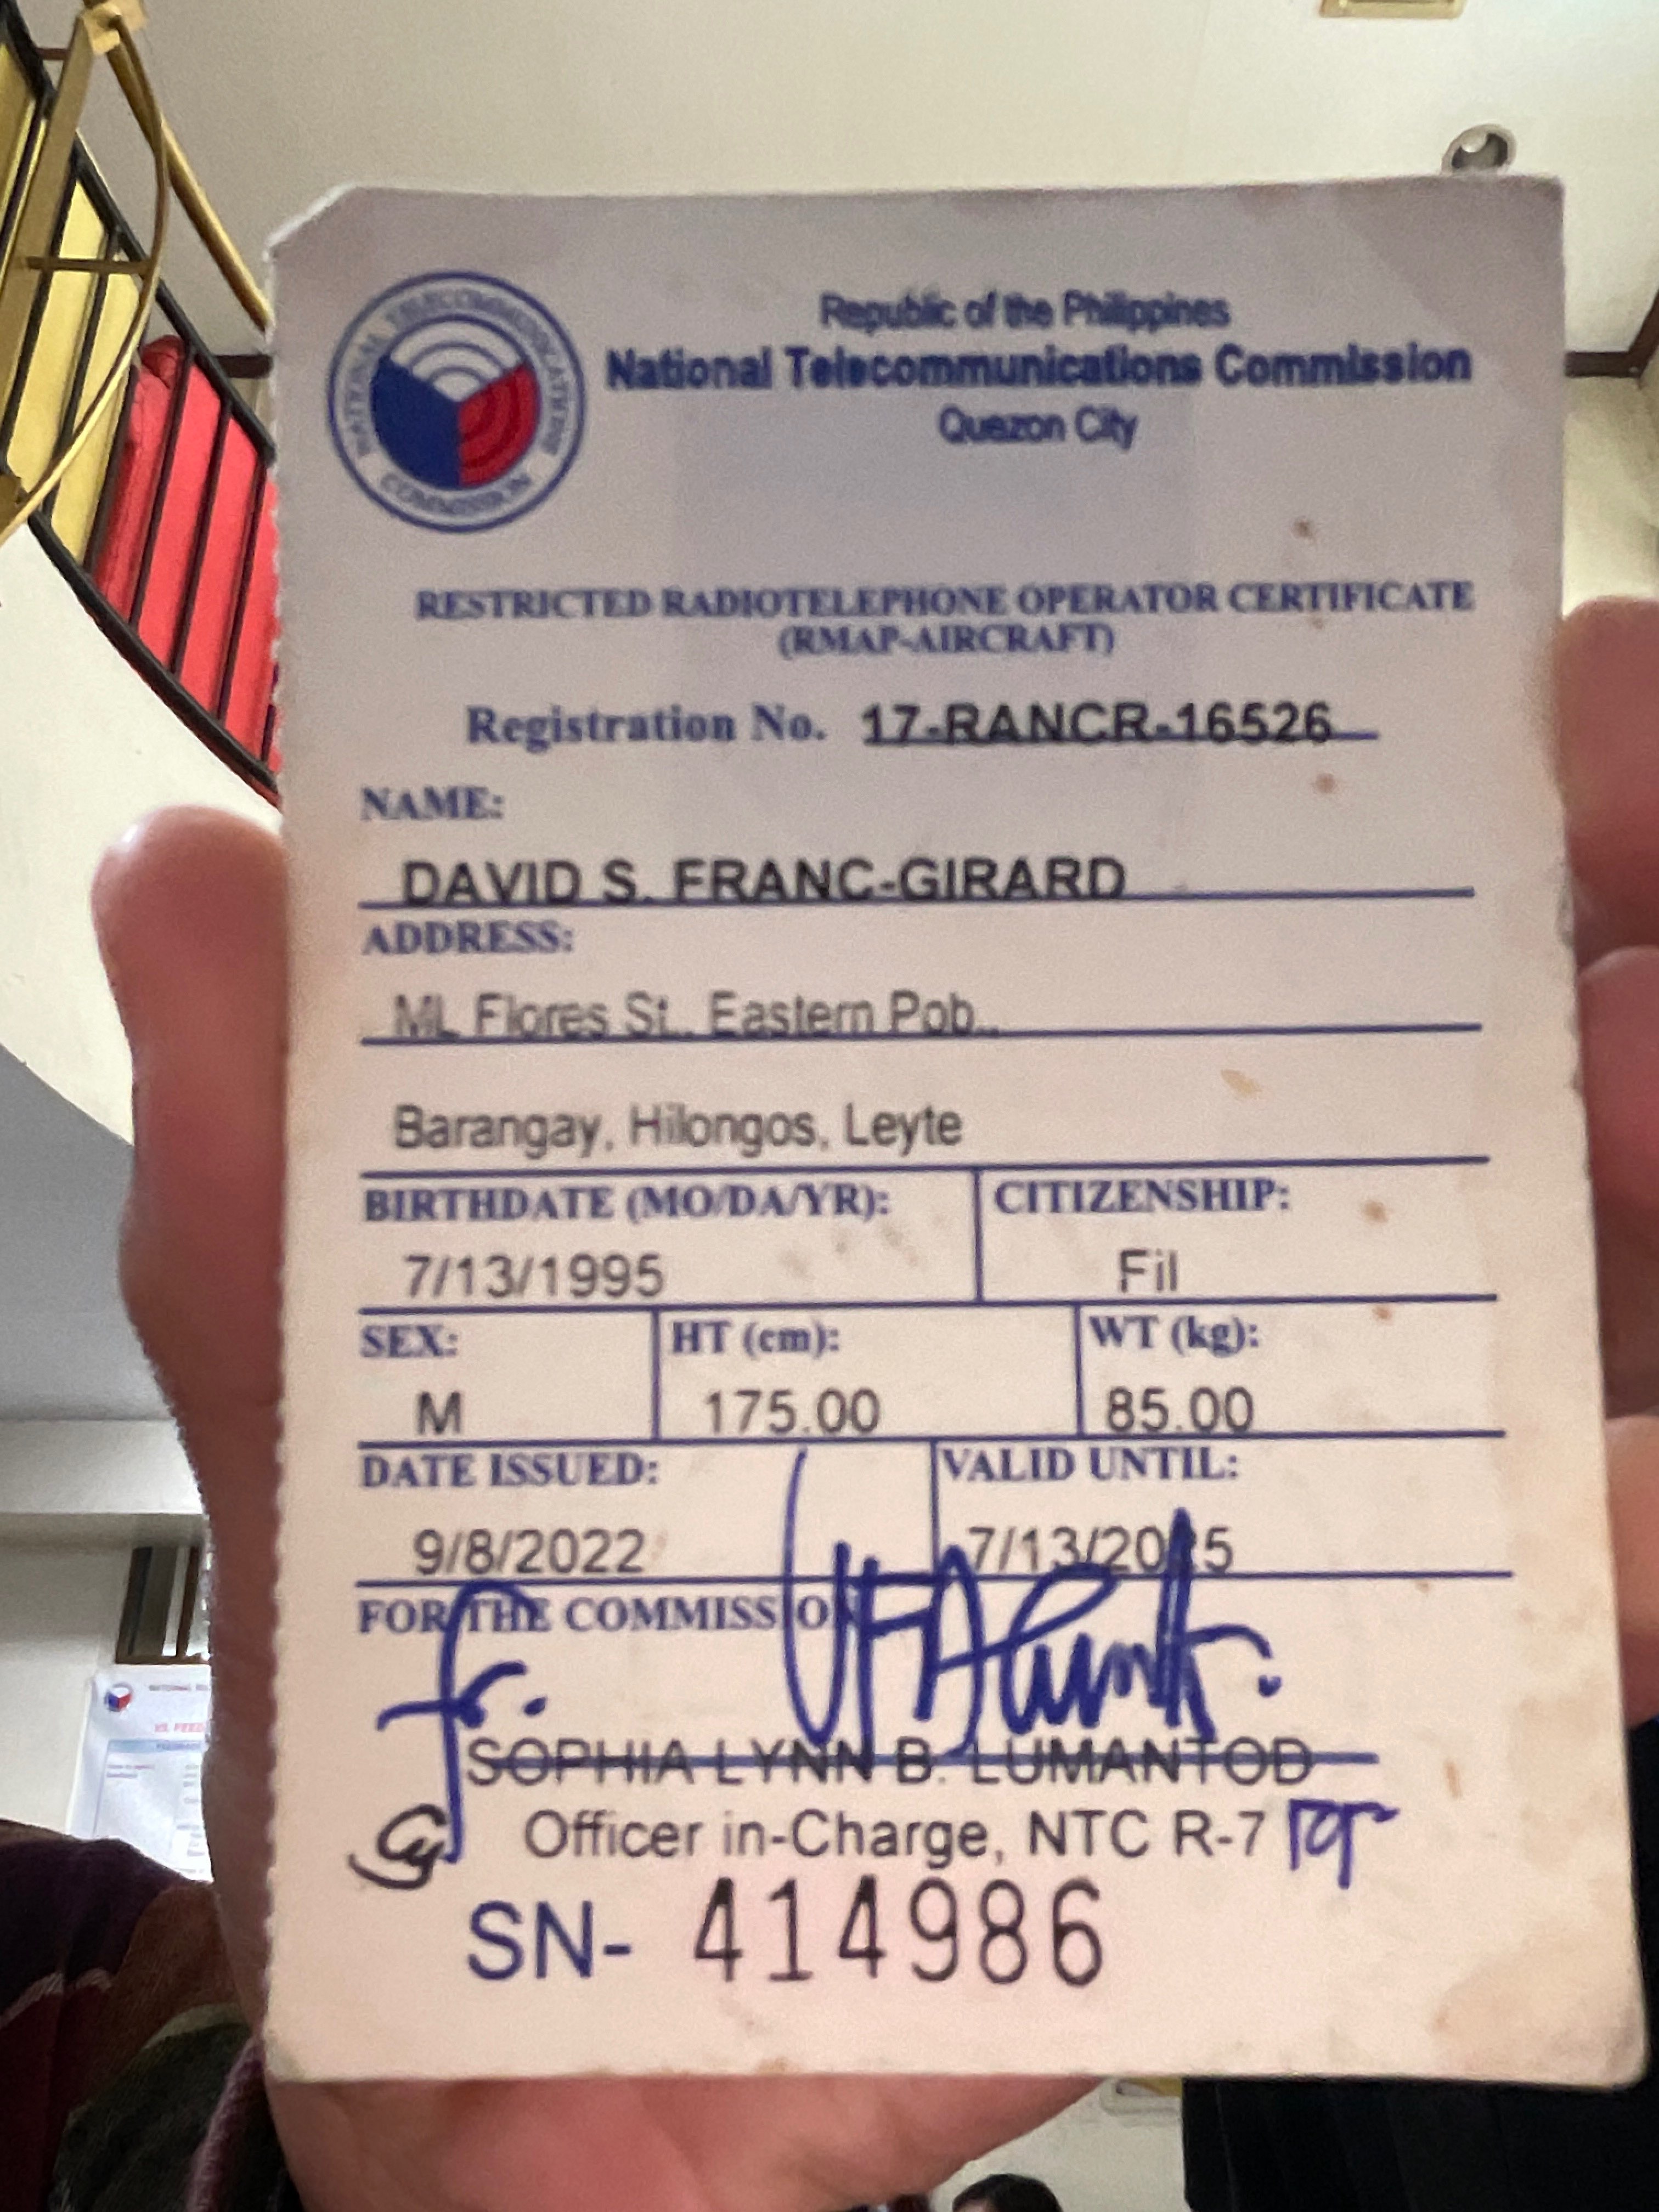 NATIONAL TELECOMMUNICATIONS COMMISSION
Republic of the Philippines
National Telecommunications Commission
Quezon City
RESTRICTED RADIOTELEPHONE OPERATOR CERTIFICATE
(RMAP-AIRCRAFT)
Registration No. 17-RANCR-16526
NAME:
DAVID S. FRANC-GIRARD
ADDRESS:
ML Flores St., Eastern Pob.,
Barangay, Hilongos, Leyte
BIRTHDATE (MO/DA/YR): CITIZENSHIP:
7/13/1995 Fil
SEX: HT (cm): WT (kg):
M 175.00 85.00
DATE ISSUED: VALID UNTIL:
9/8/2022 7/13/2025
FOR THE COMMISSION
SOPHIA LYNN B. LUMANTOD
Officer in-Charge, NTC R-7
SN- 414986